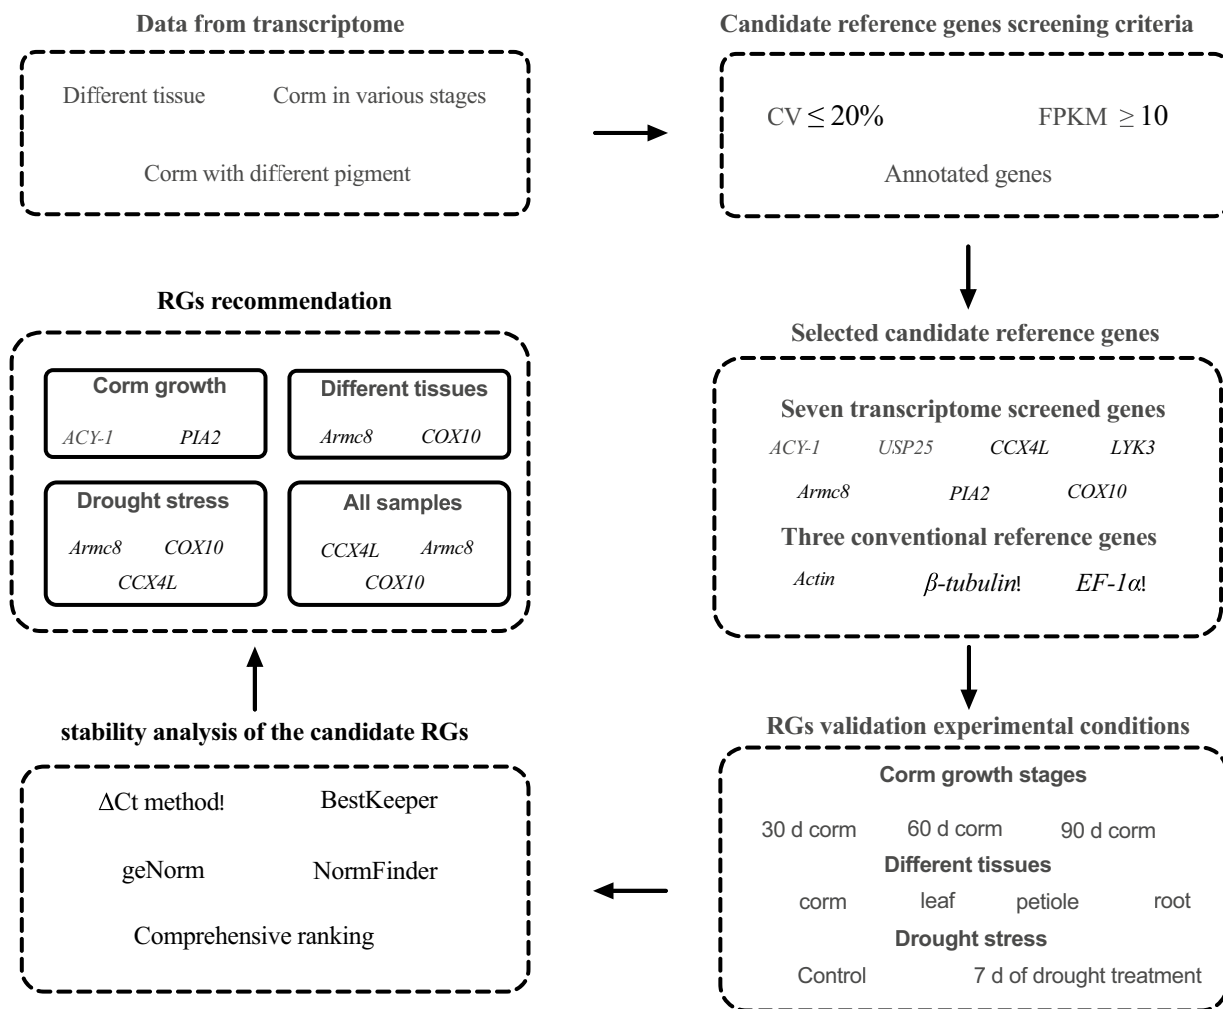 Data from transcriptome
Different tissue Corm in various stages
Corm with different pigment
Candidate reference genes screening criteria
CV ≤ 20% FPKM ≥ 10
Annotated genes
Selected candidate reference genes
Seven transcriptome screened genes
ACY-1 USP25 CCX4L LYK3
Armc8 PIA2 COX10
Three conventional reference genes
Actin β-tubulin! EF-1α!
RGs validation experimental conditions
Corm growth stages
30 d corm 60 d corm 90 d corm
Different tissues
corm leaf petiole root
Drought stress
Control 7 d of drought treatment
stability analysis of the candidate RGs
ΔCt method! BestKeeper
geNorm NormFinder
Comprehensive ranking
RGs recommendation
Corm growth
ACY-1 PIA2
Different tissues
Armc8 COX10
Drought stress
Armc8 COX10
CCX4L
All samples
CCX4L Armc8
COX10